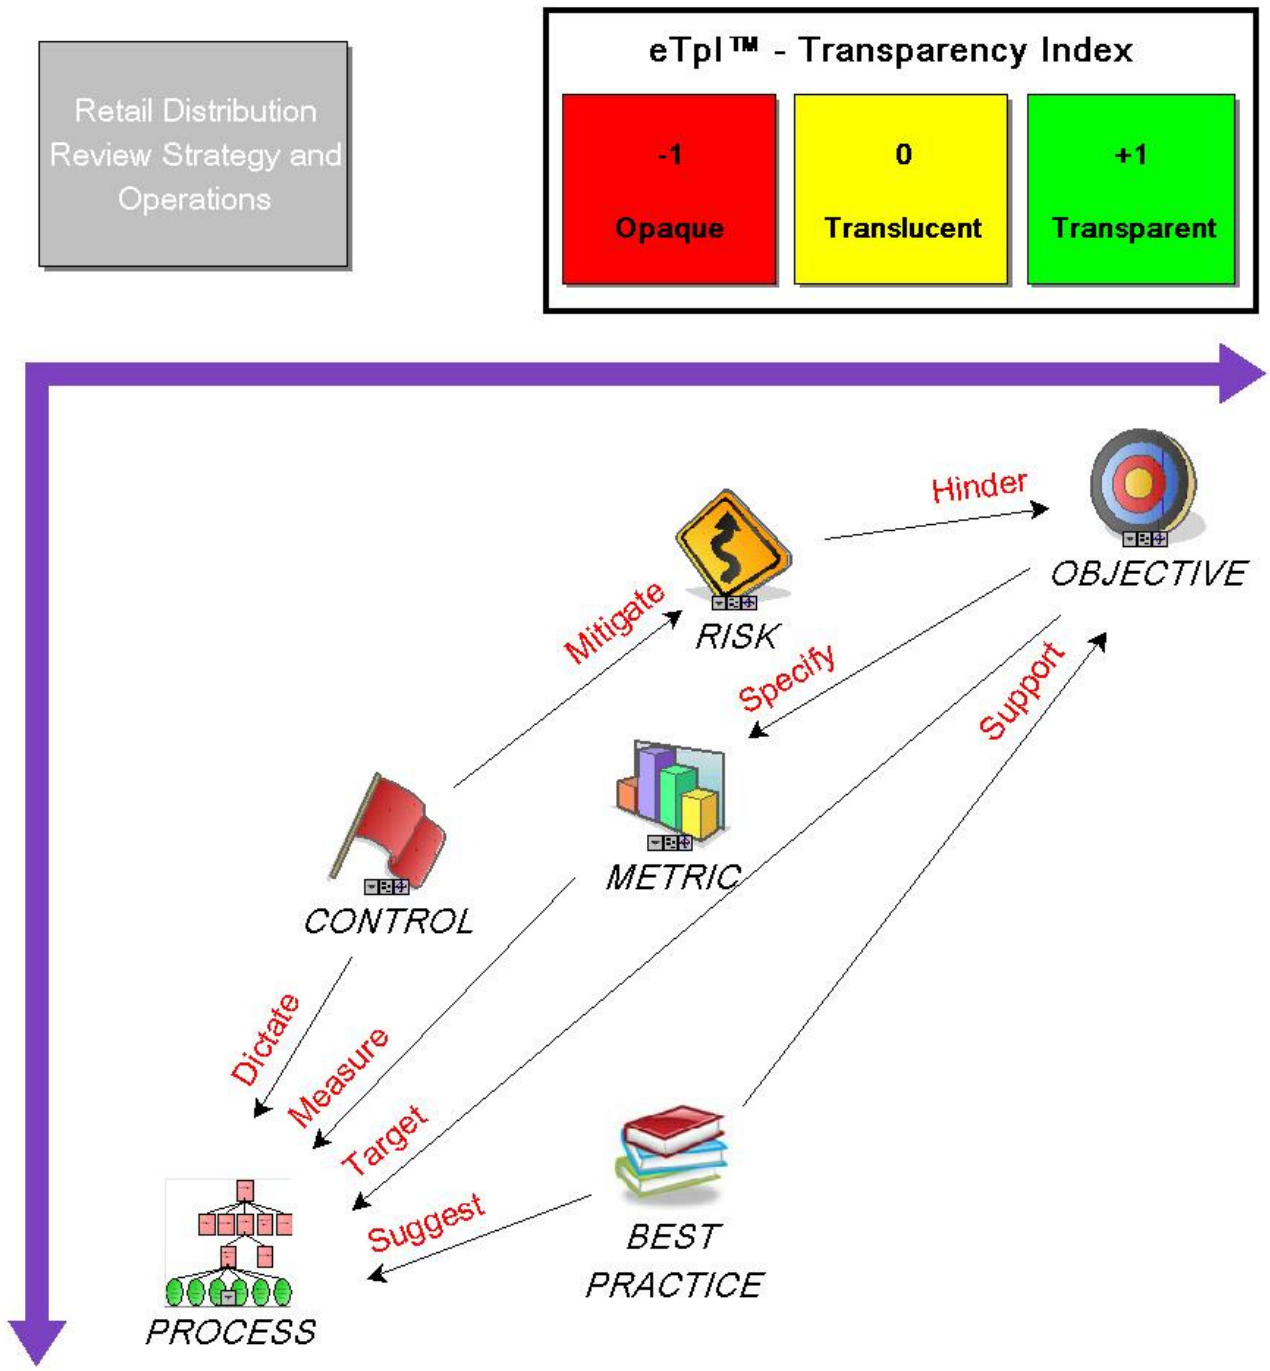 Retail Distribution
Review Strategy and
Operations
eTpI™ - Transparency Index
-1
Opaque
0
Translucent
+1
Transparent
Hinder
OBJECTIVE
Mitigate
RISK
Specify
Support
METRIC
CONTROL
Dictate
Measure
Target
Suggest
BEST
PRACTICE
PROCESS